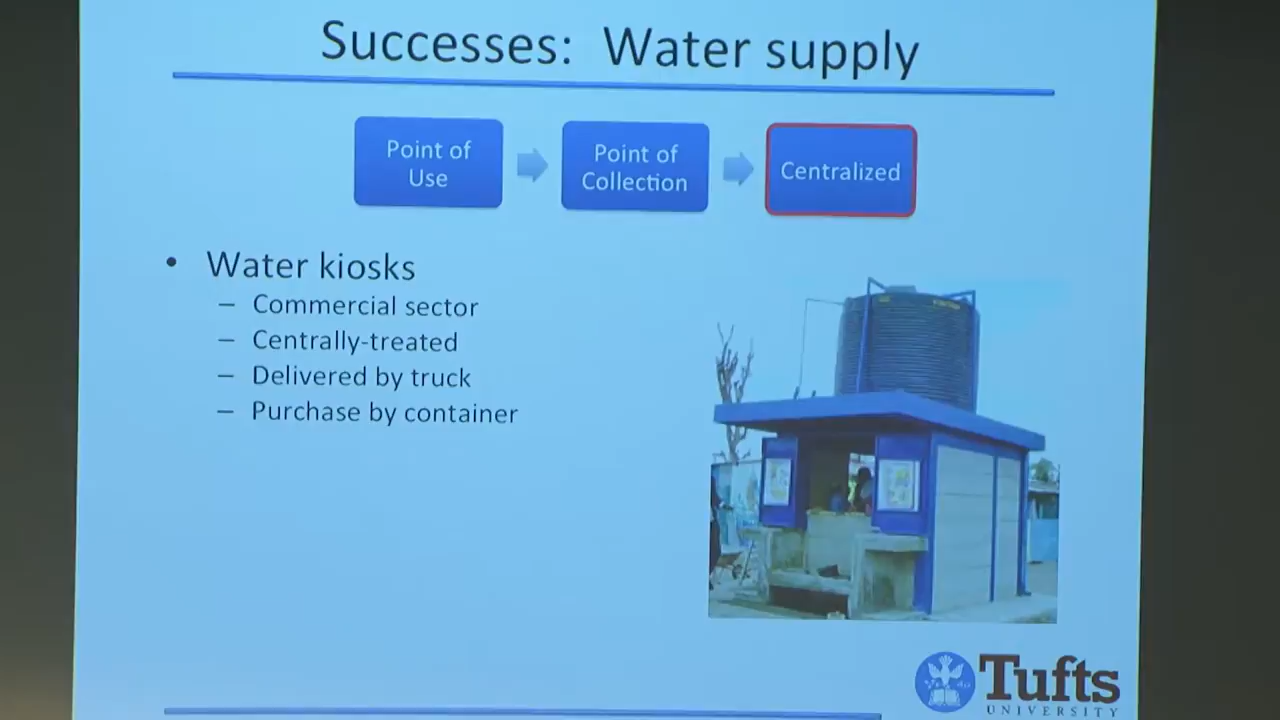 Successes: Water supply
Point of
Use
Point of
Collection
Centralized
• Water kiosks
– Commercial sector
– Centrally-treated
– Delivered by truck
– Purchase by container
Tufts
UNIVERSITY